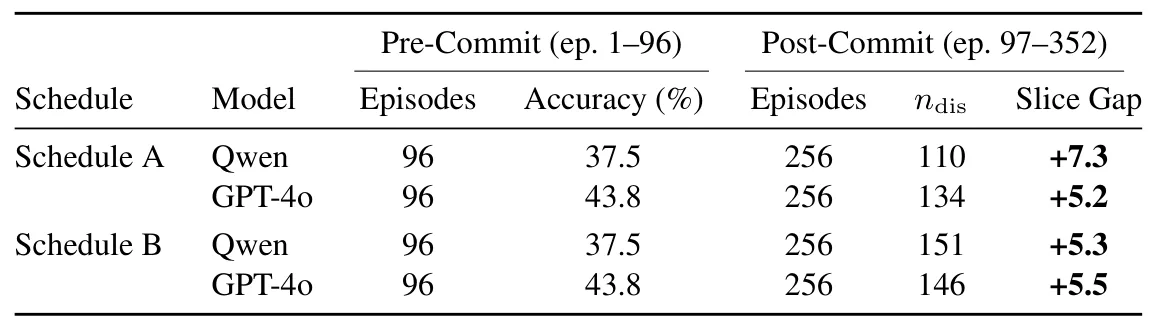 Pre-Commit (ep. 1–96) Post-Commit (ep. 97–352)
Schedule Model Episodes Accuracy (%) Episodes n_dis Slice Gap
Schedule A Qwen 96 37.5 256 110 +7.3
GPT-4o 96 43.8 256 134 +5.2
Schedule B Qwen 96 37.5 256 151 +5.3
GPT-4o 96 43.8 256 146 +5.5